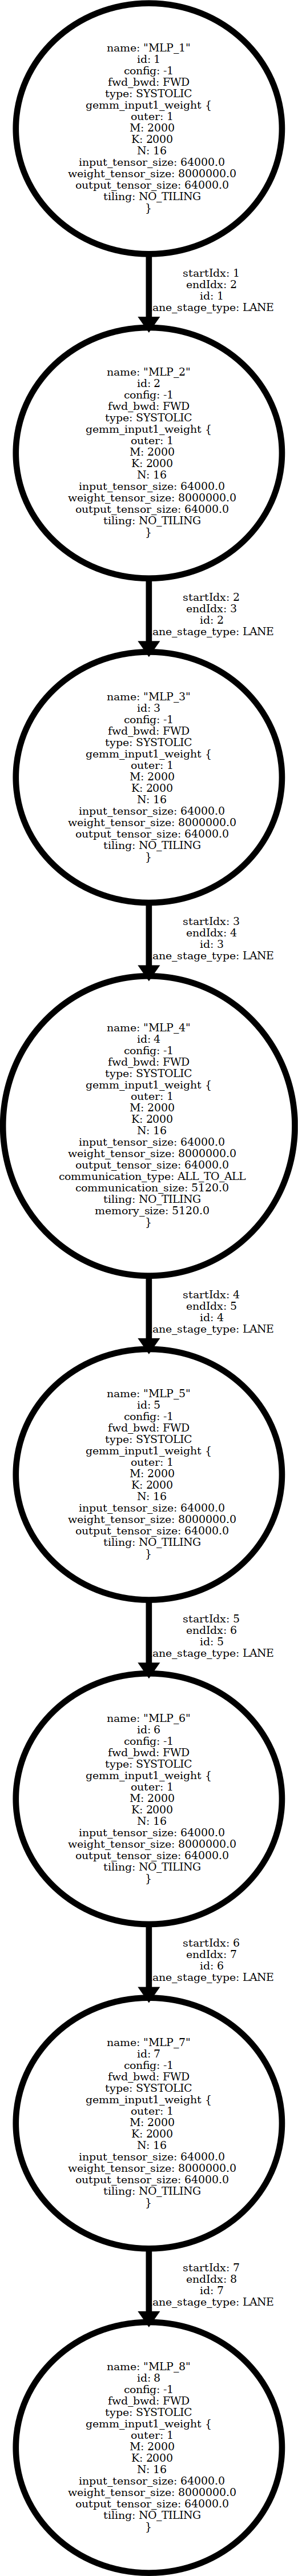 name: "MLP_1"
id: 1
config: -1
fwd_bwd: FWD
type: SYSTOLIC
gemm_input1_weight {
outer: 1
M: 2000
K: 2000
N: 16
input_tensor_size: 64000.0
weight_tensor_size: 8000000.0
output_tensor_size: 64000.0
tiling: NO_TILING
}
startIdx: 1
endIdx: 2
id: 1
ane_stage_type: LANE
name: "MLP_2"
id: 2
config: -1
fwd_bwd: FWD
type: SYSTOLIC
gemm_input1_weight {
outer: 1
M: 2000
K: 2000
N: 16
input_tensor_size: 64000.0
weight_tensor_size: 8000000.0
output_tensor_size: 64000.0
tiling: NO_TILING
}
startIdx: 2
endIdx: 3
id: 2
ane_stage_type: LANE
name: "MLP_3"
id: 3
config: -1
fwd_bwd: FWD
type: SYSTOLIC
gemm_input1_weight {
outer: 1
M: 2000
K: 2000
N: 16
input_tensor_size: 64000.0
weight_tensor_size: 8000000.0
output_tensor_size: 64000.0
tiling: NO_TILING
}
startIdx: 3
endIdx: 4
id: 3
ane_stage_type: LANE
name: "MLP_4"
id: 4
config: -1
fwd_bwd: FWD
type: SYSTOLIC
gemm_input1_weight {
outer: 1
M: 2000
K: 2000
N: 16
input_tensor_size: 64000.0
weight_tensor_size: 8000000.0
output_tensor_size: 64000.0
communication_type: ALL_TO_ALL
communication_size: 5120.0
tiling: NO_TILING
memory_size: 5120.0
}
startIdx: 4
endIdx: 5
id: 4
ane_stage_type: LANE
name: "MLP_5"
id: 5
config: -1
fwd_bwd: FWD
type: SYSTOLIC
gemm_input1_weight {
outer: 1
M: 2000
K: 2000
N: 16
input_tensor_size: 64000.0
weight_tensor_size: 8000000.0
output_tensor_size: 64000.0
tiling: NO_TILING
}
startIdx: 5
endIdx: 6
id: 5
ane_stage_type: LANE
name: "MLP_6"
id: 6
config: -1
fwd_bwd: FWD
type: SYSTOLIC
gemm_input1_weight {
outer: 1
M: 2000
K: 2000
N: 16
input_tensor_size: 64000.0
weight_tensor_size: 8000000.0
output_tensor_size: 64000.0
tiling: NO_TILING
}
startIdx: 6
endIdx: 7
id: 6
ane_stage_type: LANE
name: "MLP_7"
id: 7
config: -1
fwd_bwd: FWD
type: SYSTOLIC
gemm_input1_weight {
outer: 1
M: 2000
K: 2000
N: 16
input_tensor_size: 64000.0
weight_tensor_size: 8000000.0
output_tensor_size: 64000.0
tiling: NO_TILING
}
startIdx: 7
endIdx: 8
id: 7
ane_stage_type: LANE
name: "MLP_8"
id: 8
config: -1
fwd_bwd: FWD
type: SYSTOLIC
gemm_input1_weight {
outer: 1
M: 2000
K: 2000
N: 16
input_tensor_size: 64000.0
weight_tensor_size: 8000000.0
output_tensor_size: 64000.0
tiling: NO_TILING
}